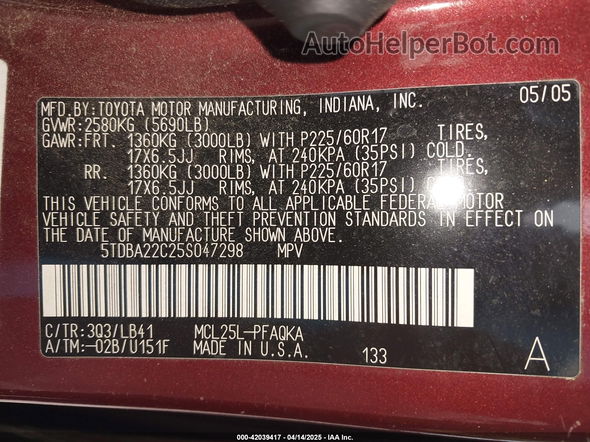 AutoHelperBot.com
MFD.BY:TOYOTA MOTOR MANUFACTURING, INDIANA, INC. 05/05
GVWR:2580KG (5690LB)
GAWR:FRT. 1360KG (3000LB) WITH P225/60R17 TIRES,
17X6.5JJ RIMS, AT 240KPA (35PSI) COLD.
RR. 1360KG (3000LB) WITH P225/60R17 TIRES,
17X6.5JJ RIMS, AT 240KPA (35PSI)
THIS VEHICLE CONFORMS TO ALL APPLICABLE FEDERAL MOTOR
VEHICLE SAFETY AND THEFT PREVENTION STANDARDS IN EFFECT ON
THE DATE OF MANUFACTURE SHOWN ABOVE.
5TDBA22C25S047298 MPV
C/TR:3Q3/LB41 MCL25L-PFAQKA
A/TM:-02B/U151F MADE IN U.S.A. 133 A
000-42039417 - 04/14/2025 - IAA Inc.